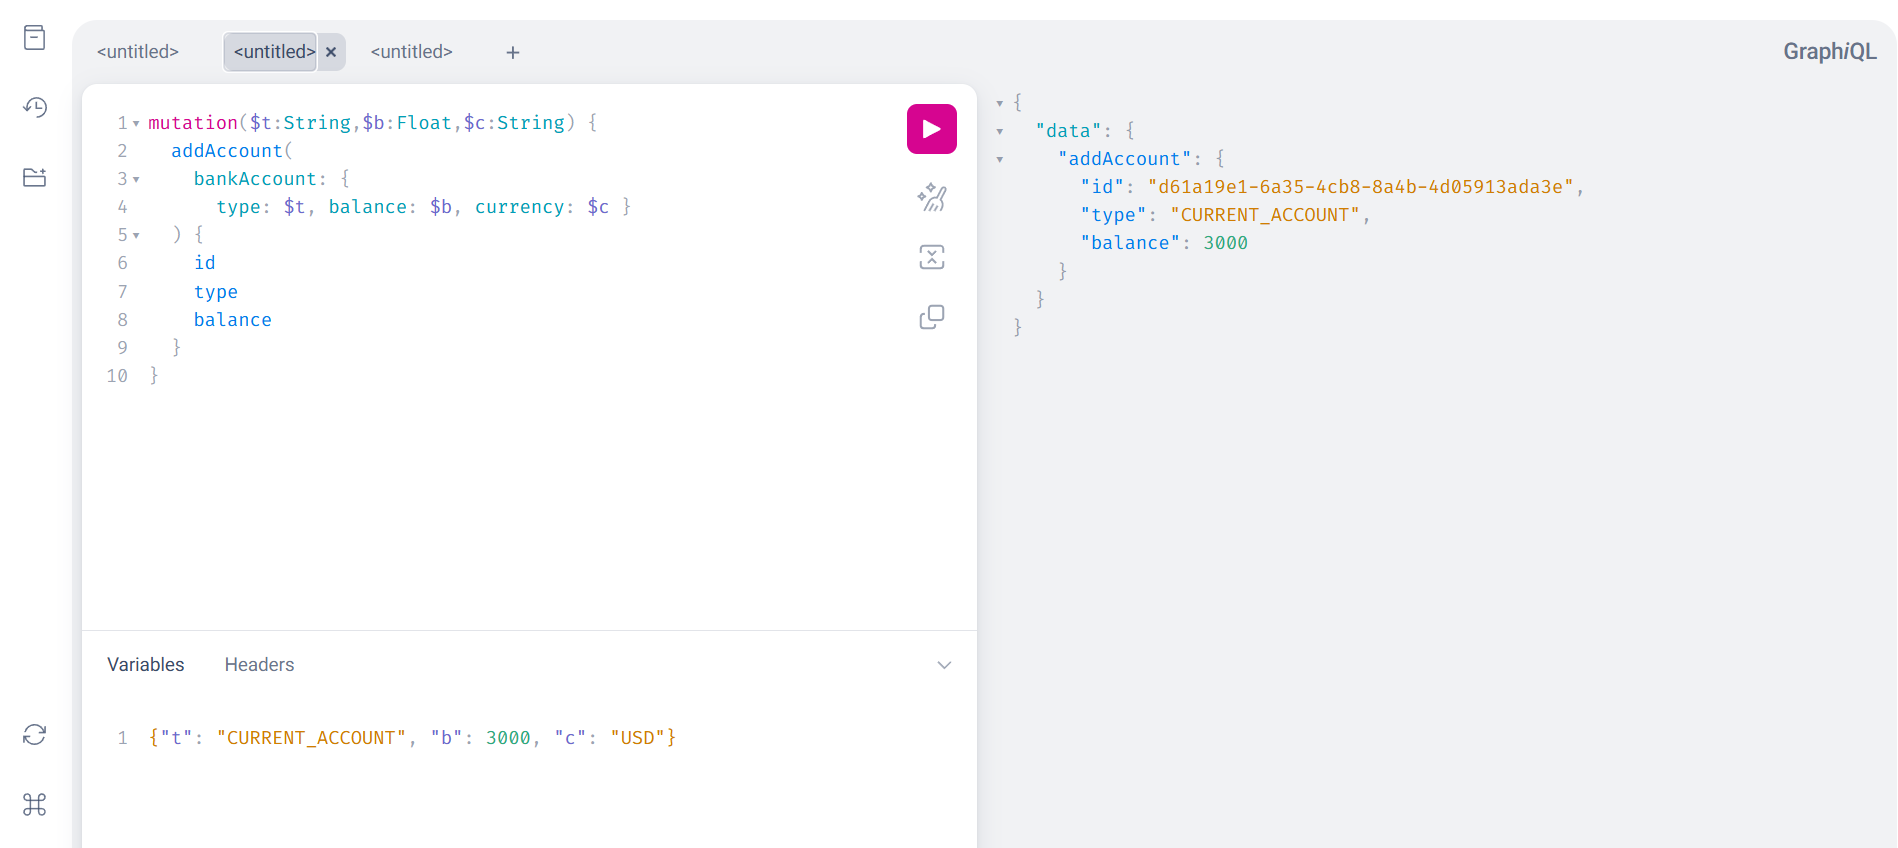 <untitled> <untitled> × <untitled> + GraphiQL
1 mutation($t:String,$b:Float,$c:String) {
2 addAccount(
3 bankAccount: {
4 type: $t, balance: $b, currency: $c }
5 ) {
6 id
7 type
8 balance
9 }
10 }
Variables Headers
1 {"t": "CURRENT_ACCOUNT", "b": 3000, "c": "USD"}
{
"data": {
"addAccount": {
"id": "d61a19e1-6a35-4cb8-8a4b-4d05913ada3e",
"type": "CURRENT_ACCOUNT",
"balance": 3000
}
}
}